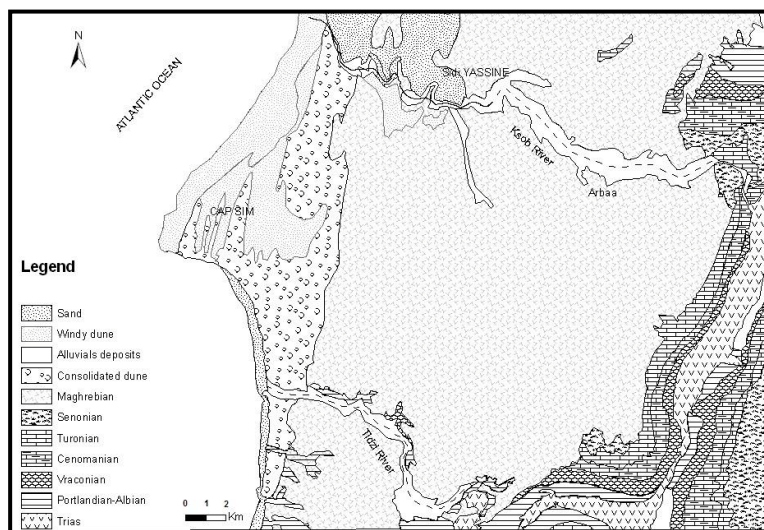 N
ATLANTIC OCEAN
Sidi YASSINE
Ksob River
Arbaa
CAP SIM
Legend
Sand
Windy dune
Alluvials deposits
Consolidated dune
Maghrebian
Senonian
Turonian
Cenomanian
Vraconian
Portlandian-Albian
Trias
Tidzi River
0 1 2
Km